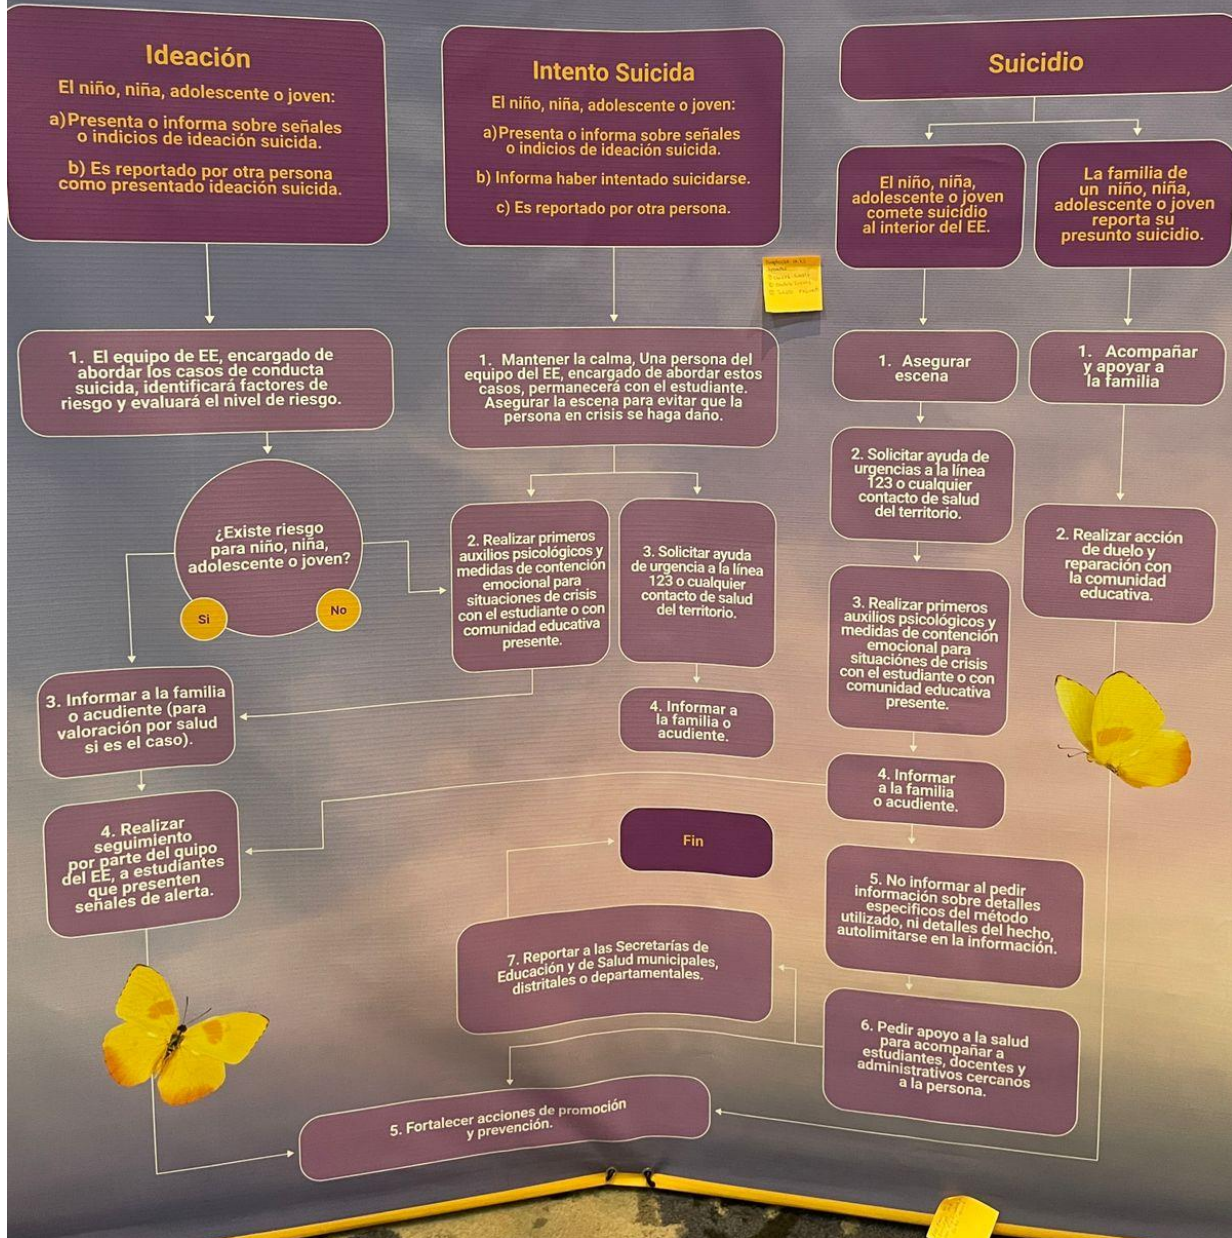 Ideación
El niño, niña, adolescente o joven:
a)Presenta o informa sobre señales
o indicios de ideación suicida.
b) Es reportado por otra persona
como presentado ideación suicida.
1. El equipo de EE, encargado de
abordar los casos de conducta
suicida, identificará factores de
riesgo y evaluará el nivel de riesgo.
¿Existe riesgo
para niño, niña,
adolescente o joven?
Si
No
3. Informar a la familia
o acudiente (para
valoración por salud
si es el caso).
4. Realizar
seguimiento
por parte del quipo
del EE, a estudiantes
que presenten
señales de alerta.
Intento Suicida
El niño, niña, adolescente o joven:
a)Presenta o informa sobre señales
o indicios de ideación suicida.
b) Informa haber intentado suicidarse.
c) Es reportado por otra persona.
1. Mantener la calma, Una persona del
equipo del EE, encargado de abordar estos
casos, permanecerá con el estudiante.
Asegurar la escena para evitar que la
persona en crisis se haga daño.
2. Realizar primeros
auxilios psicológicos y
medidas de contención
emocional para
situaciones de crisis
con el estudiante o con
comunidad educativa
presente.
3. Solicitar ayuda
de urgencia a la línea
123 o cualquier
contacto de salud
del territorio.
4. Informar a
la familia o
acudiente.
Suicidio
El niño, niña,
adolescente o joven
comete suicidio
al interior del EE.
1. Asegurar
escena
2. Solicitar ayuda de
urgencias a la línea
123 o cualquier
contacto de salud
del territorio.
3. Realizar primeros
auxilios psicológicos y
medidas de contención
emocional para
situaciónes de crisis
con el estudiante o con
comunidad educativa
presente.
4. Informar
a la familia
o acudiente.
5. No informar al pedir
información sobre detalles
especificos del método
utilizado, ni detalles del hecho,
autolimitarse en la información.
6. Pedir apoyo a la salud
para acompañar a
estudiantes, docentes y
administrativos cercanos
a la persona.
La familia de
un niño, niña,
adolescente o joven
reporta su
presunto suicidio.
1. Acompañar
y apoyar a
la familia
2. Realizar acción
de duelo y
reparación con
la comunidad
educativa.
7. Reportar a las Secretarías de
Educación y de Salud municipales,
distritales o departamentales.
Fin
5. Fortalecer acciones de promoción
y prevención.